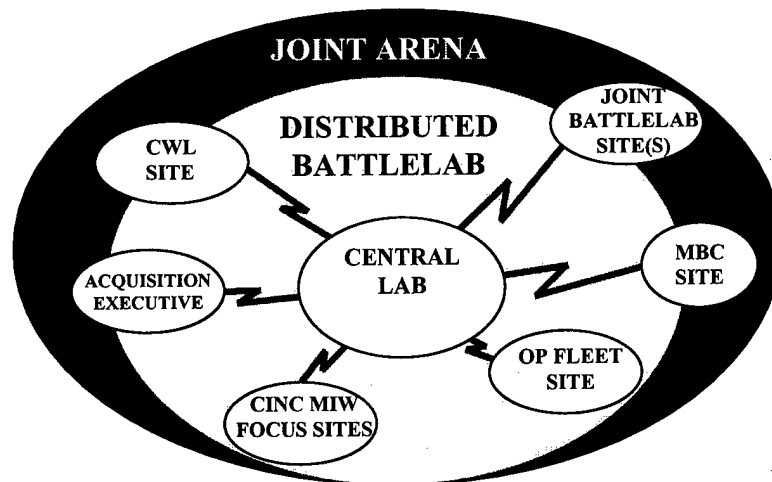 JOINT ARENA
DISTRIBUTED
BATTLELAB
JOINT
BATTLELAB
SITE(S)
CWL
SITE
CENTRAL
LAB
MBC
SITE
ACQUISITION
EXECUTIVE
OP FLEET
SITE
CINC MIW
FOCUS SITES